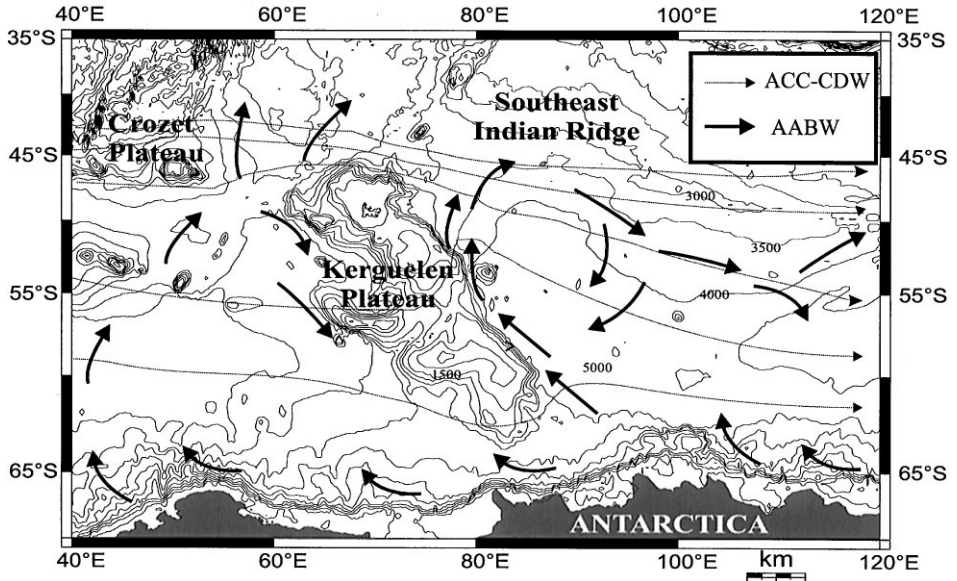 40°E 60°E 80°E 100°E 120°E
35°S 35°S
ACC-CDW
AABW
Southeast
Indian Ridge
Crozet
Plateau
45°S 45°S
3000
3500
Kerguelen
Plateau
4000
55°S 55°S
5000
1500
65°S 65°S
ANTARCTICA
40°E 60°E 80°E 100°E 120°E
km